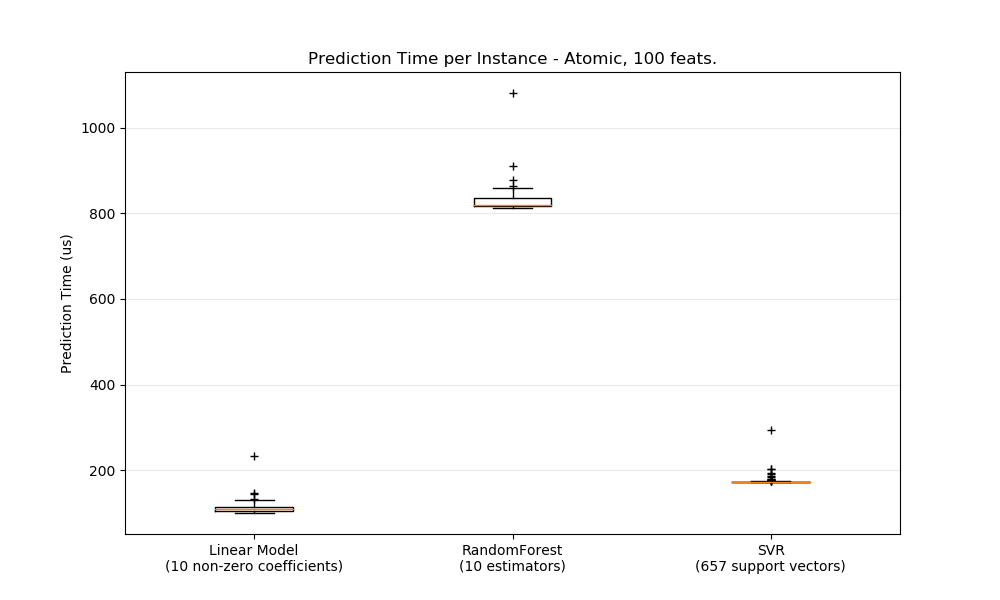 Prediction Time per Instance - Atomic, 100 feats.
1000
800
600
400
200
Prediction Time (us)
Linear Model
(10 non-zero coefficients)
RandomForest
(10 estimators)
SVR
(657 support vectors)